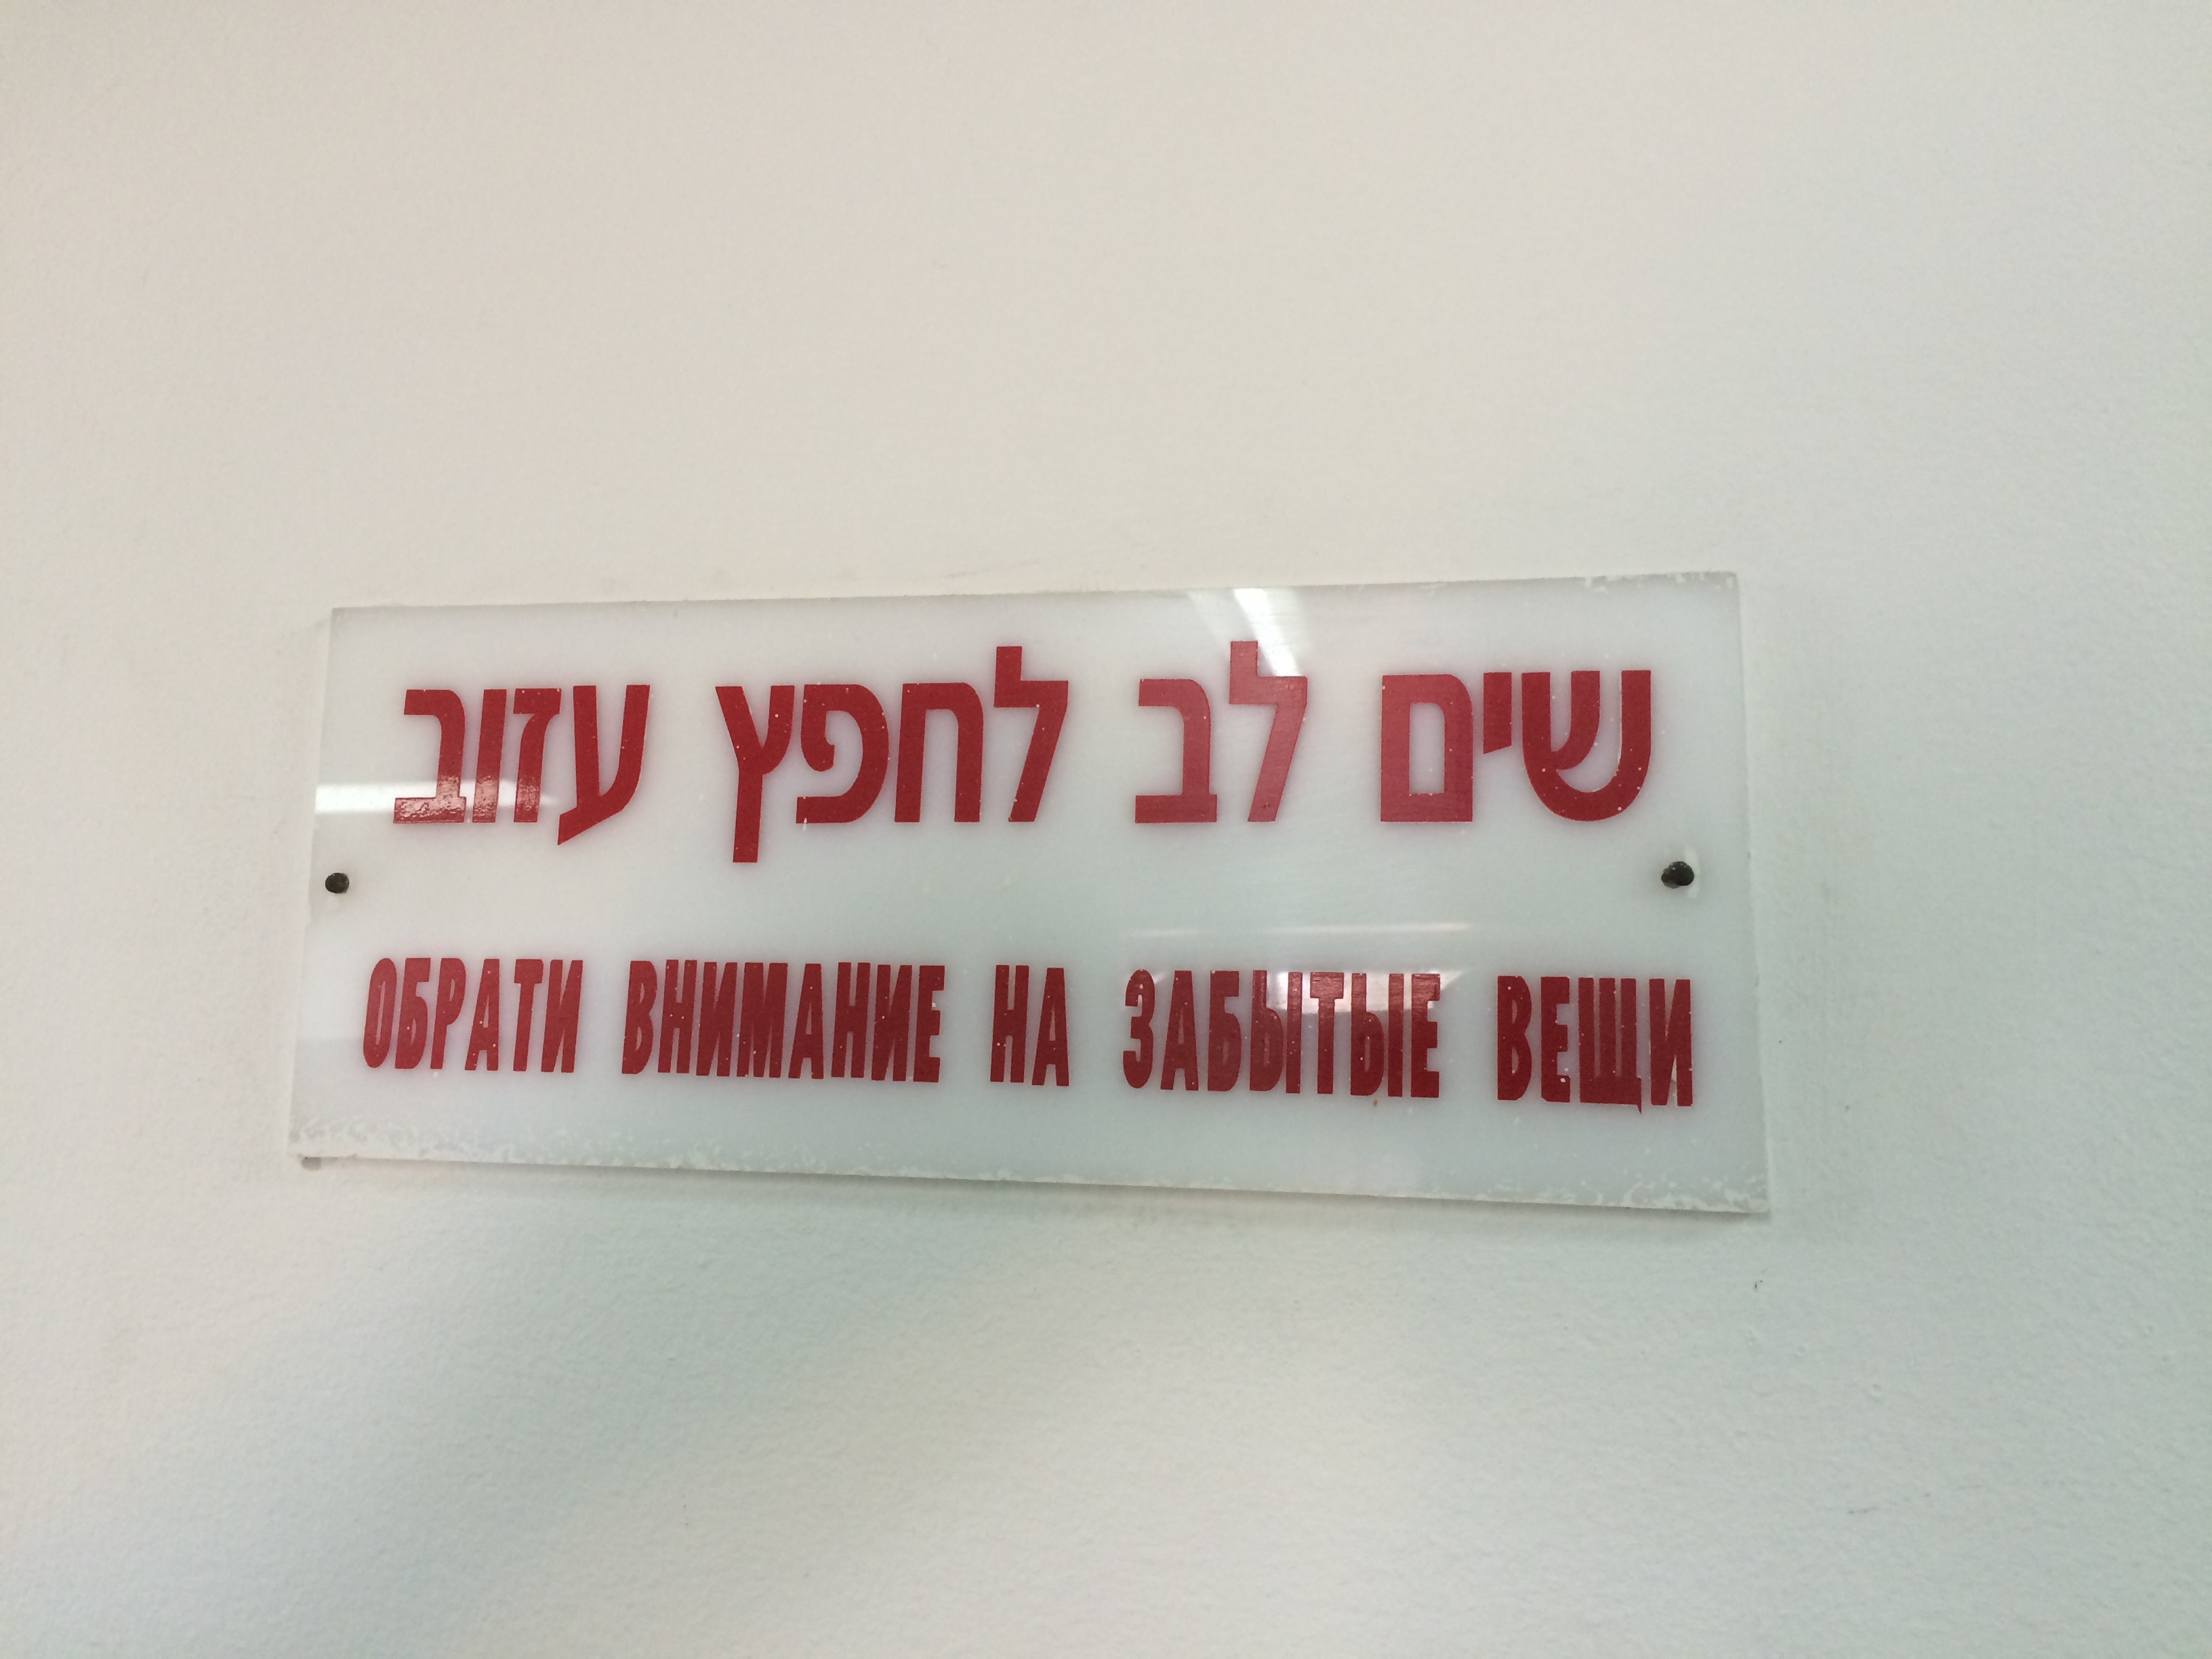 שים לב לחפץ עזוב
ОБРАТИ ВНИМАНИЕ НА ЗАБЫТЫЕ ВЕЩИ